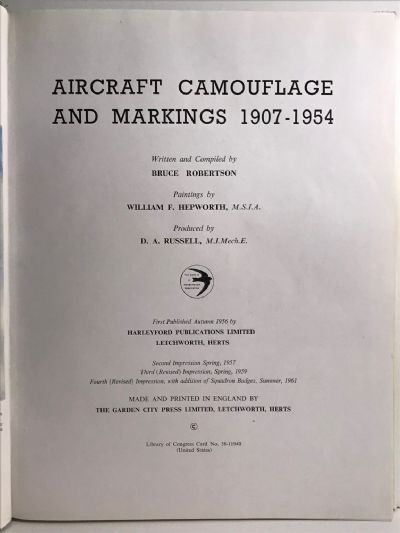 AIRCRAFT CAMOUFLAGE
AND MARKINGS 1907-1954
Written and Compiled by
BRUCE ROBERTSON
Paintings by
WILLIAM F. HEPWORTH, M.S.I.A.
Produced by
D. A. RUSSELL, M.I.Mech.E.
First Published Autumn 1956 by
HARLEYFORD PUBLICATIONS LIMITED
LETCHWORTH, HERTS
Second Impression Spring, 1957
Third (Revised) Impression, Spring, 1959
Fourth (Revised) Impression, with addition of Squadron Badges, Summer, 1961
MADE AND PRINTED IN ENGLAND BY
THE GARDEN CITY PRESS LIMITED, LETCHWORTH, HERTS
©
Library of Congress Card No.
(United States)